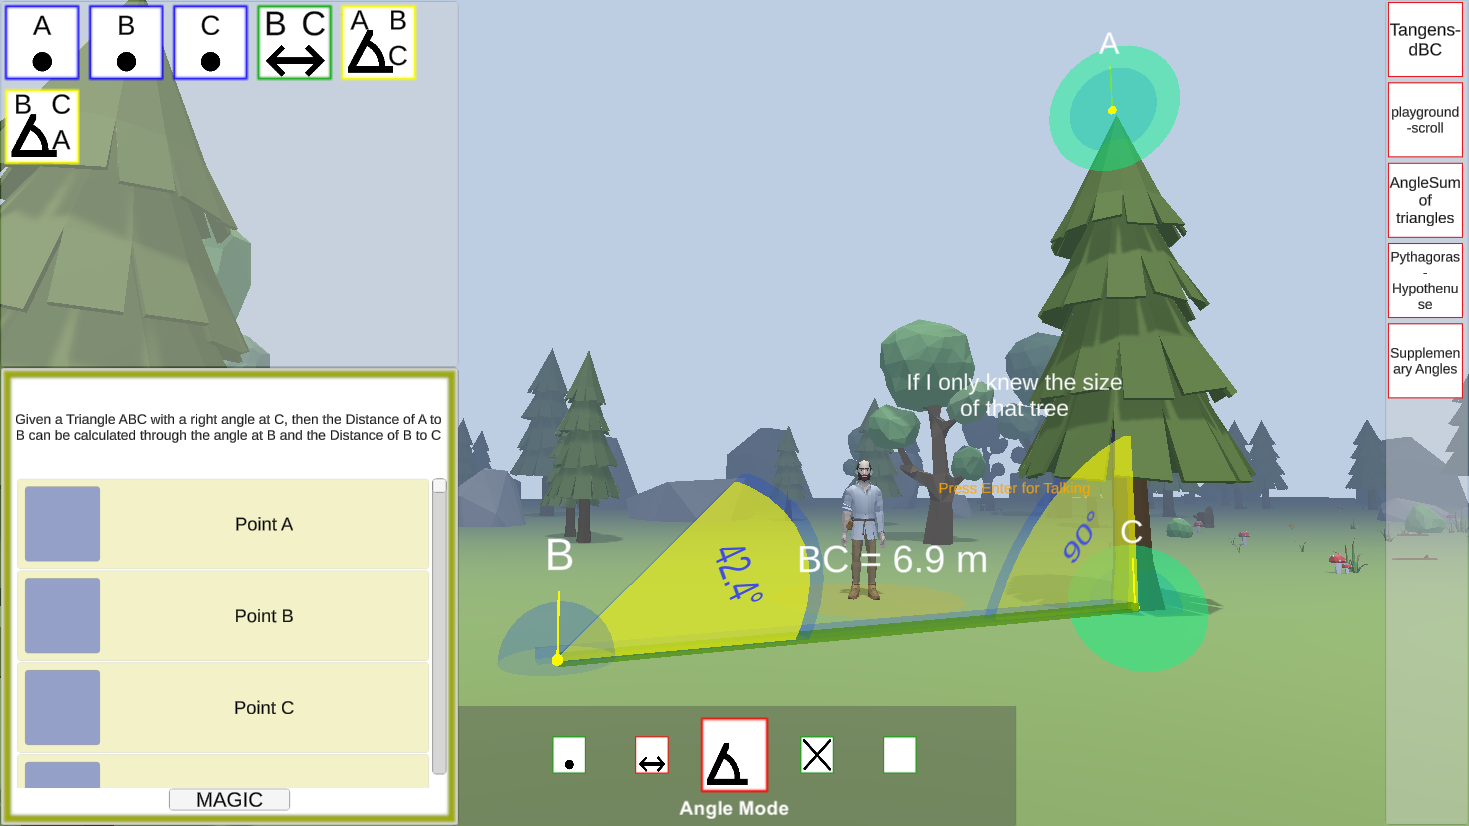 A
B
C
B C
A B
C
B C
A
Given a Triangle ABC with a right angle at C, then the Distance of A to
B can be calculated through the angle at B and the Distance of B to C
Point A
Point B
Point C
MAGIC
A
If I only knew the size
of that tree
Press Enter for Talking
B
42.4°
BC = 6.9 m
90°
C
Angle Mode
Tangens-
dBC
playground
-scroll
AngleSum
of
triangles
Pythagoras
-
Hypothenu
se
Supplemen
ary Angles